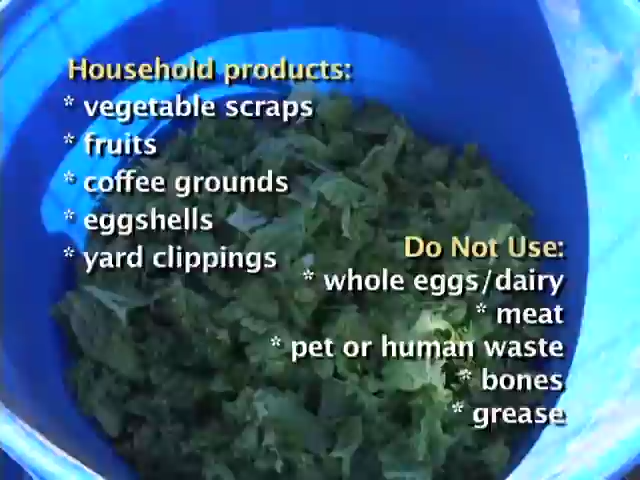 Household products:
* vegetable scraps
* fruits
* coffee grounds
* eggshells
* yard clippings
Do Not Use:
* whole eggs/dairy
* meat
* pet or human waste
* bones
* grease